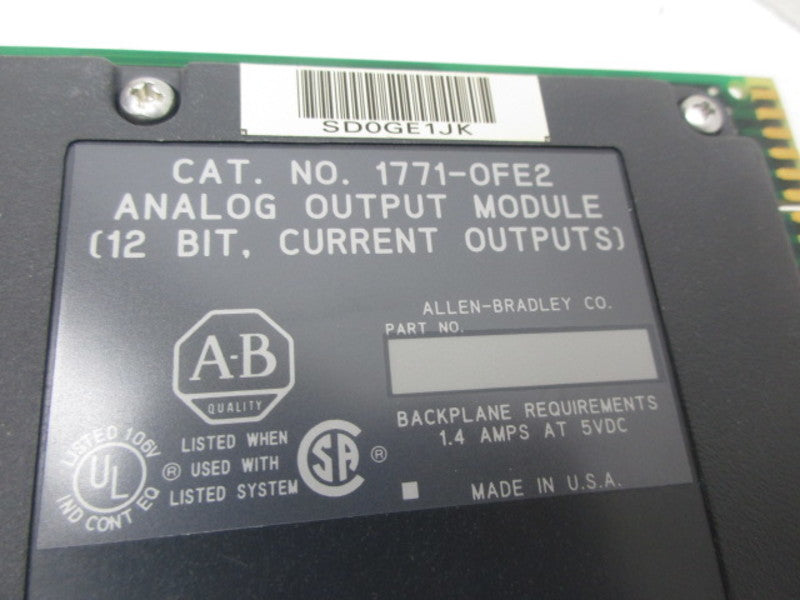 SD0GE1JK
CAT. NO. 1771-OFE2
ANALOG OUTPUT MODULE
(12 BIT, CURRENT OUTPUTS)
ALLEN-BRADLEY CO.
PART NO.
A-B
QUALITY
BACKPLANE REQUIREMENTS
1.4 AMPS AT 5VDC
LISTED 106V
UL
IND CONT EQ
®
LISTED WHEN
USED WITH
LISTED SYSTEM
SA
®
MADE IN U.S.A.